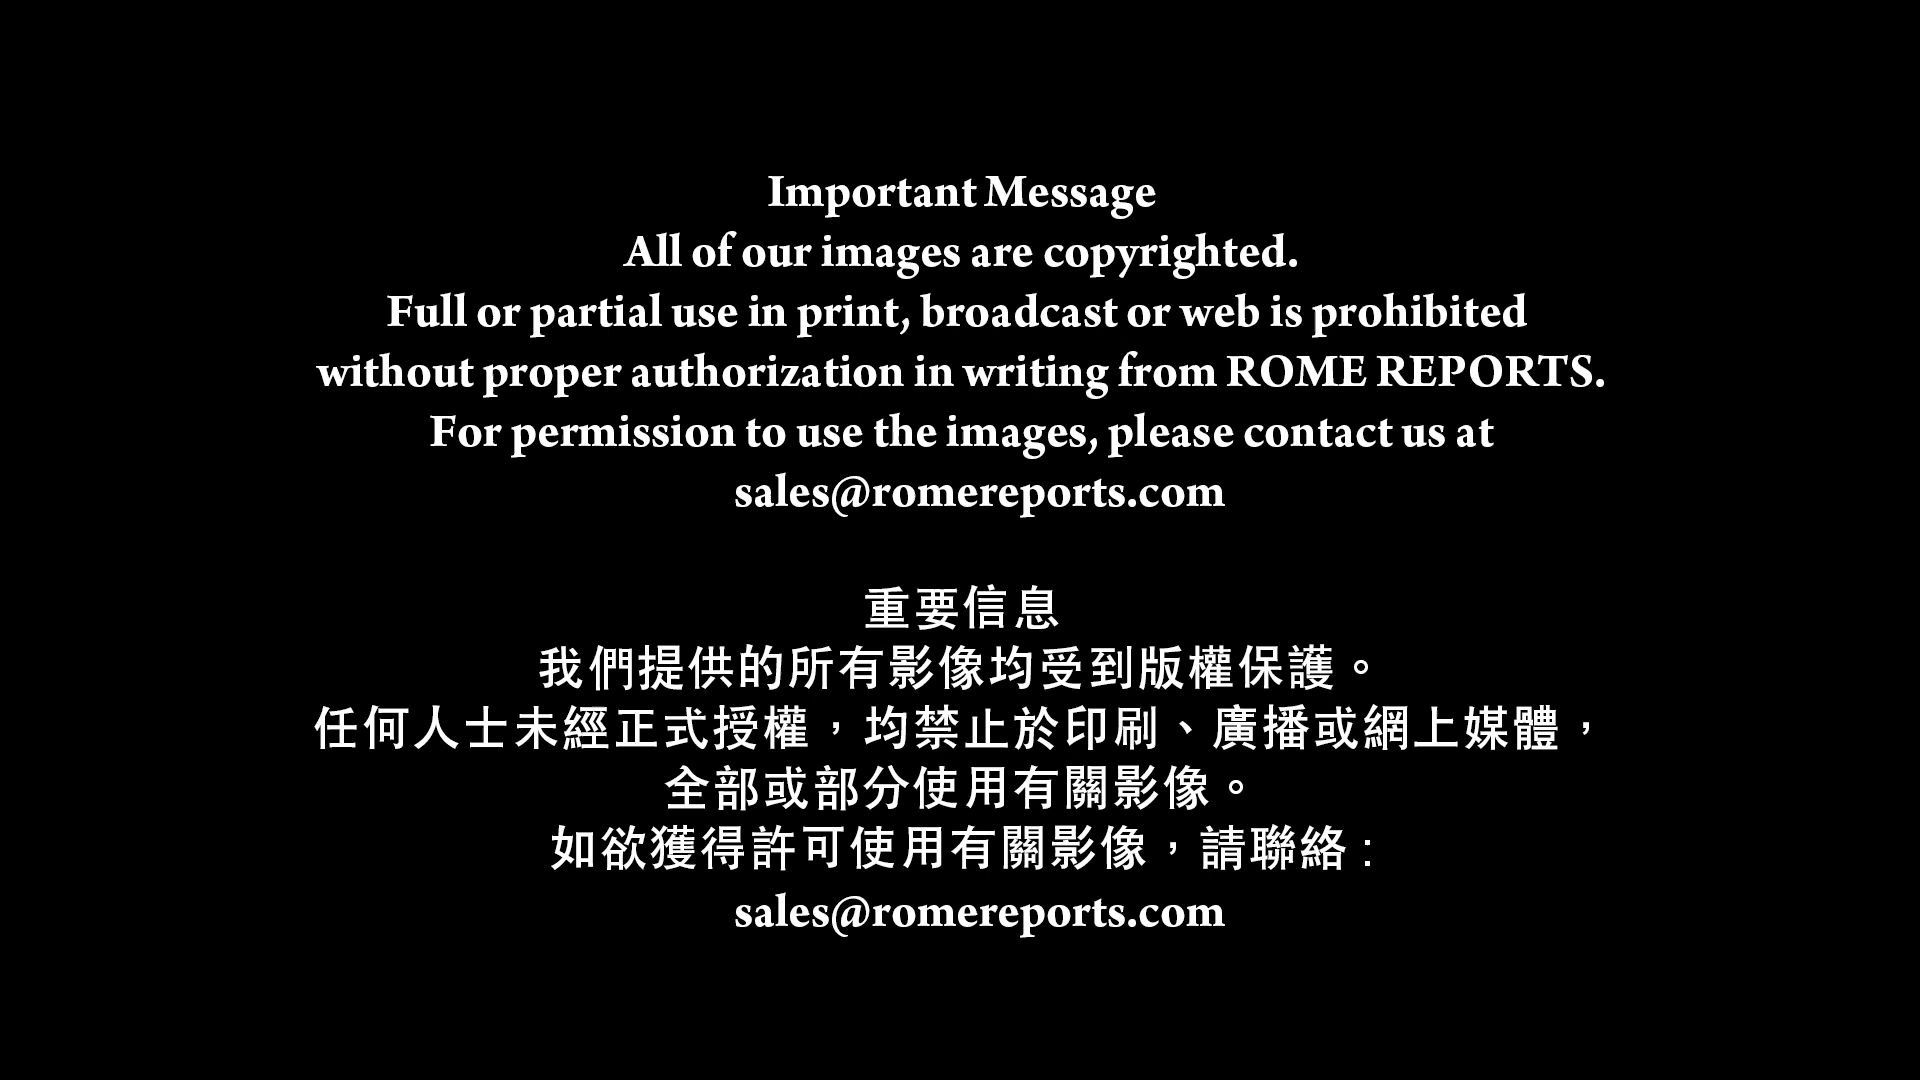 Important Message
All of our images are copyrighted.
Full or partial use in print, broadcast or web is prohibited
without proper authorization in writing from ROME REPORTS.
For permission to use the images, please contact us at
sales@romereports.com
重要信息
我們提供的所有影像均受到版權保護。
任何人士未經正式授權，均禁止於印刷、廣播或網上媒體，
全部或部分使用有關影像。
如欲獲得許可使用有關影像，請聯絡：
sales@romereports.com